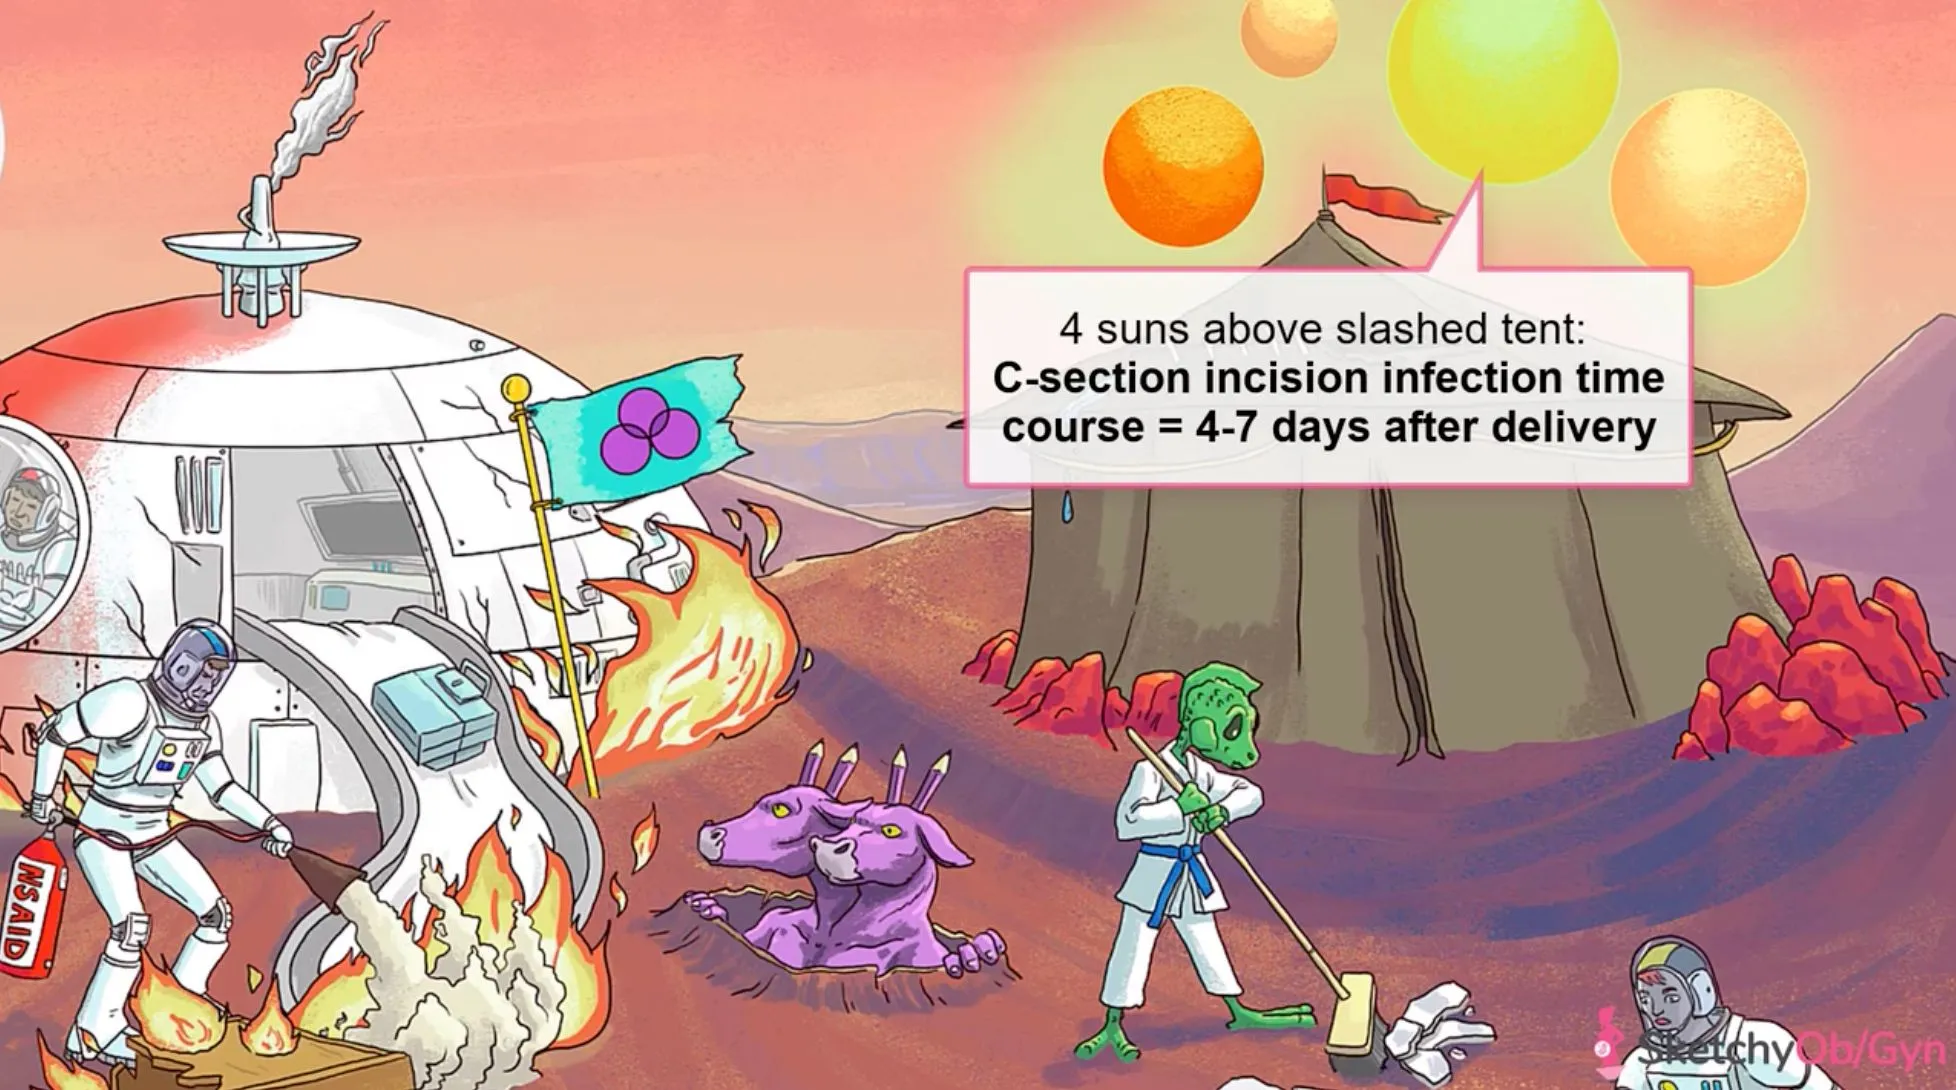 4 suns above slashed tent:
C-section incision infection time
course = 4-7 days after delivery
NSAID
SketchyOb/Gyn